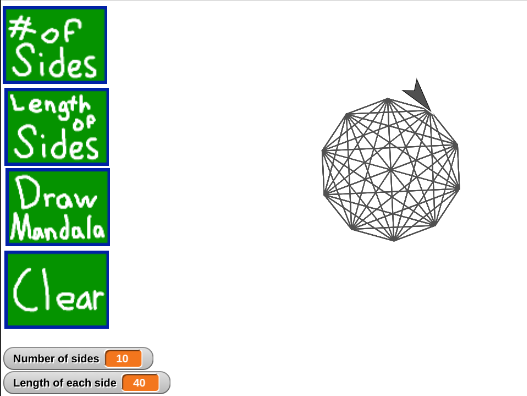 # of
Sides
Length
of
Sides
Draw
Mandala
Clear
Number of sides 10
Length of each side 40